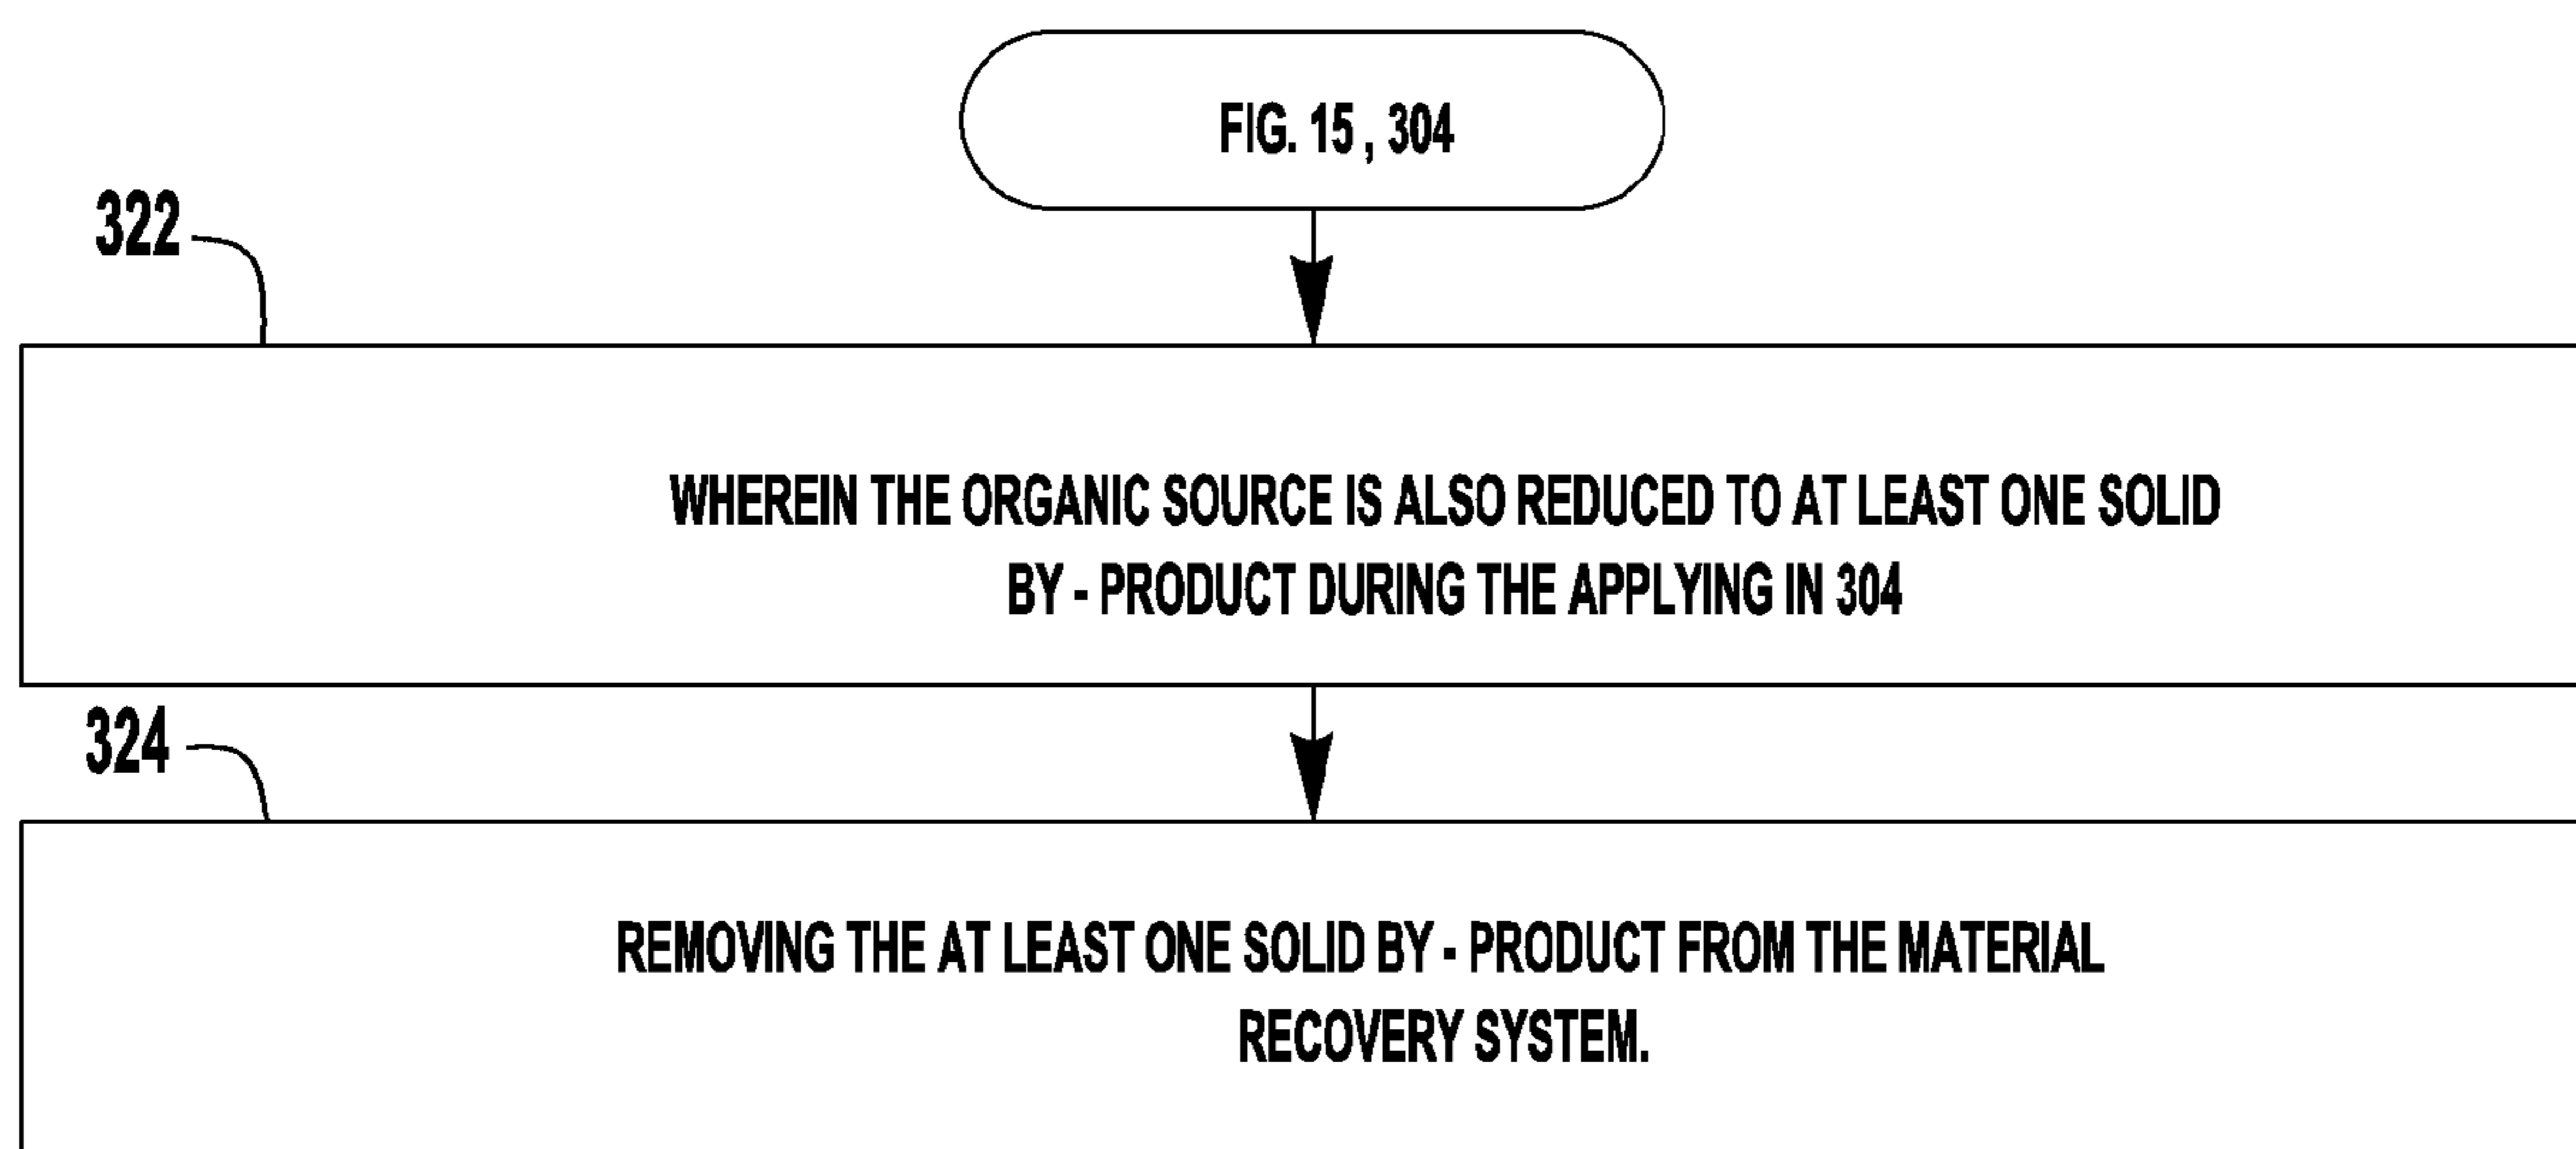 FIG. 15 , 304
322
WHEREIN THE ORGANIC SOURCE IS ALSO REDUCED TO AT LEAST ONE SOLID
BY - PRODUCT DURING THE APPLYING IN 304
324
REMOVING THE AT LEAST ONE SOLID BY - PRODUCT FROM THE MATERIAL
RECOVERY SYSTEM.